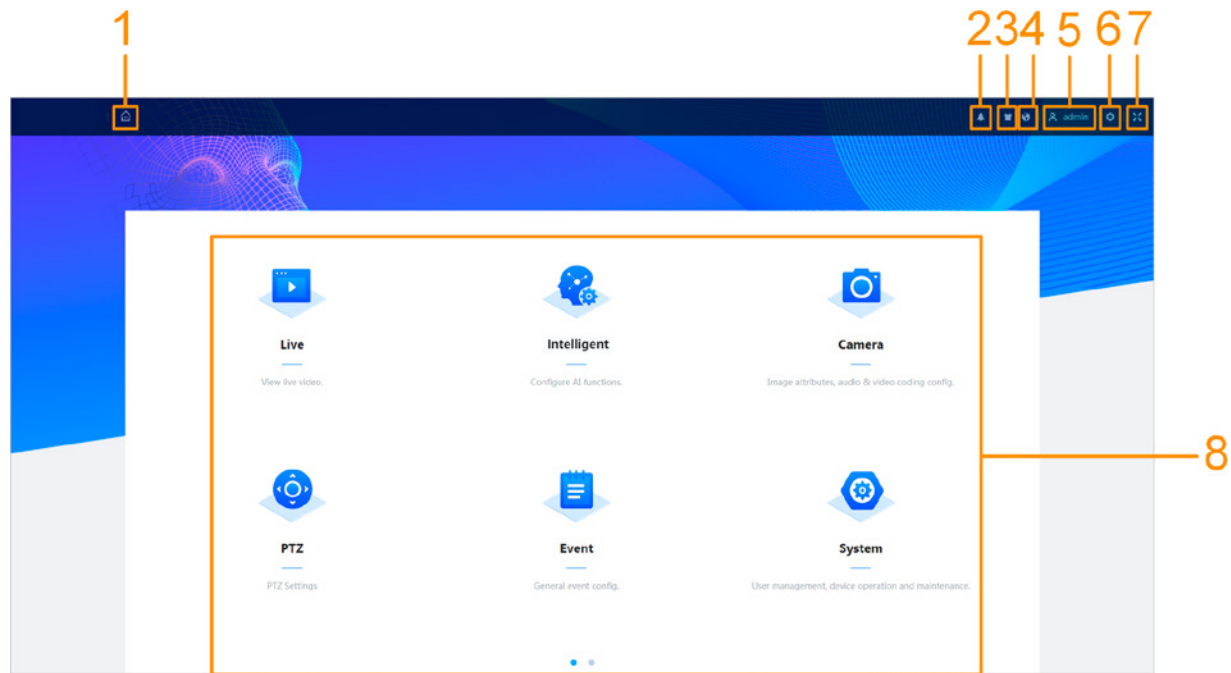 1
2
3
4
5
6
7
admin
Live
Intelligent
Camera
View live video.
Configure AI functions.
Image attributes, audio & video coding config.
8
PTZ
Event
System
PTZ Settings
General event config.
User management, device operation and maintenance.